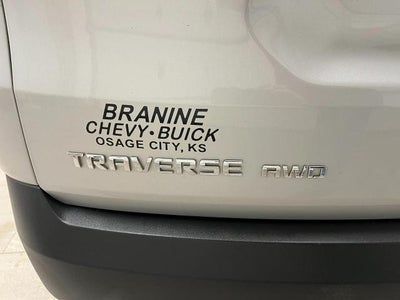 BRANINE
CHEVY·BUICK
OSAGE CITY, KS
TRAVERSE AWD